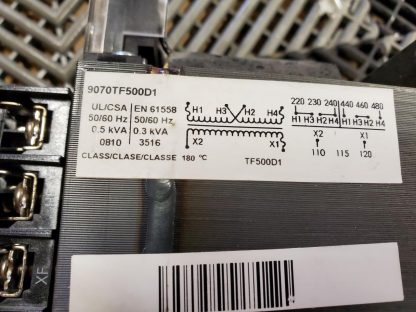 9070TF500D1
UL/CSA EN 61558
50/60 Hz 50/60 Hz
0.5 kVA 0.3 kVA
0810 3516
CLASS/CLASE/CLASSE 180 °C
H1 H3 H2 H4
X2 X1
TF500D1
220 230 240 440 460 480
H1 H3 H2 H4 H1 H3 H2 H4
X2 X1
110 115 120
XF